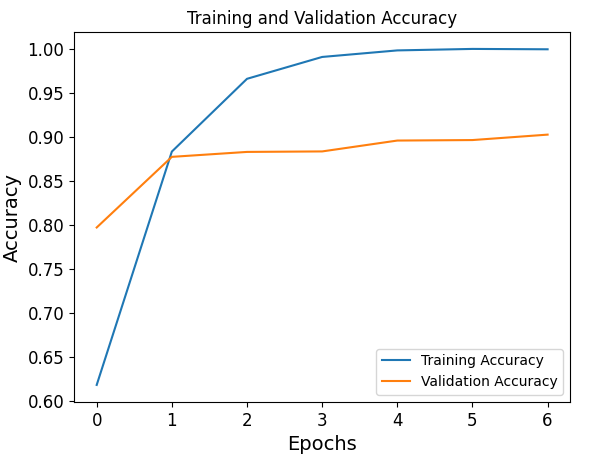 Training and Validation Accuracy
Accuracy
1.00
0.95
0.90
0.85
0.80
0.75
0.70
0.65
0.60
Training Accuracy
Validation Accuracy
0 1 2 3 4 5 6
Epochs